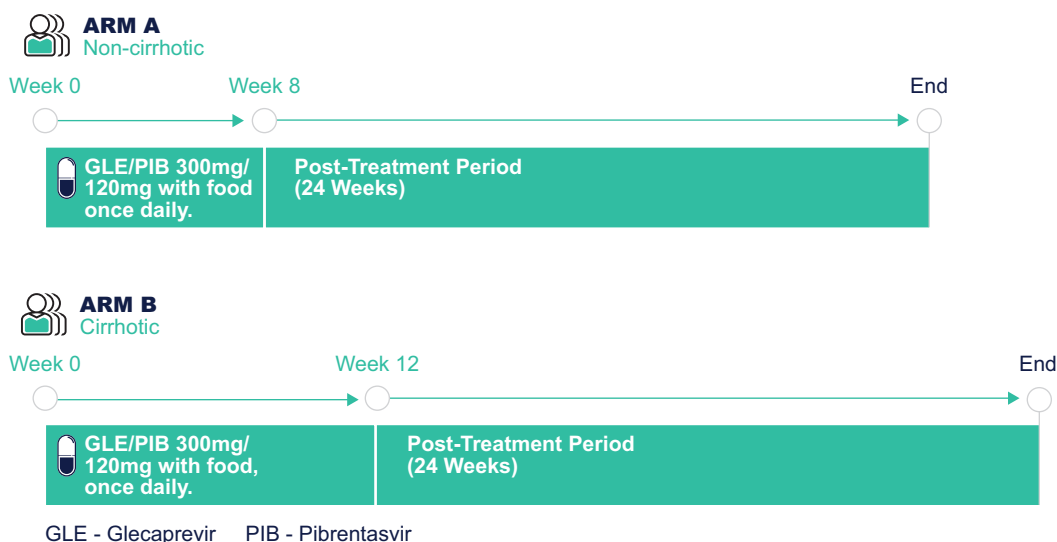 ARM A
Non-cirrhotic
Week 0 Week 8 End
GLE/PIB 300mg/
120mg with food
once daily.
Post-Treatment Period
(24 Weeks)
ARM B
Cirrhotic
Week 0 Week 12 End
GLE/PIB 300mg/
120mg with food,
once daily.
Post-Treatment Period
(24 Weeks)
GLE - Glecaprevir PIB - Pibrentasvir